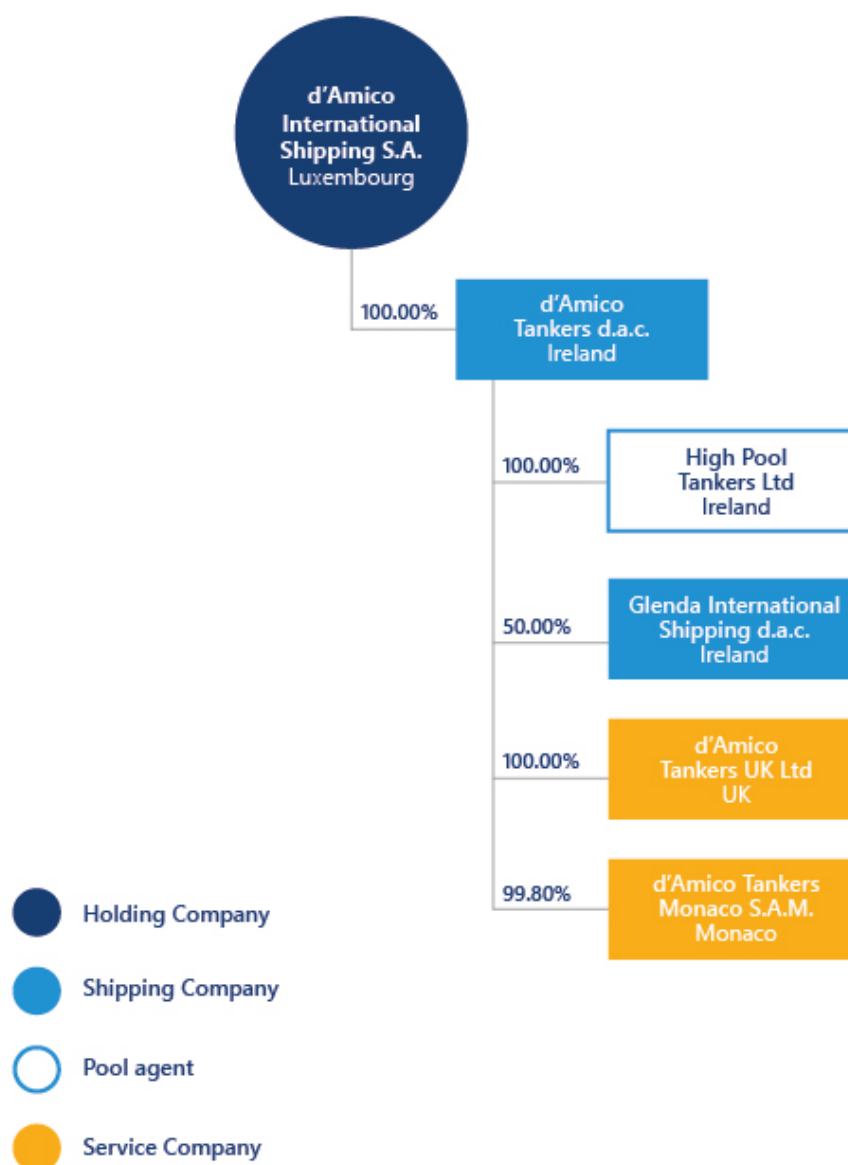 d'Amico
International
Shipping S.A.
Luxembourg
100.00%
d'Amico
Tankers d.a.c.
Ireland
100.00%
High Pool
Tankers Ltd
Ireland
50.00%
Glenda International
Shipping d.a.c.
Ireland
100.00%
d'Amico
Tankers UK Ltd
UK
99.80%
d'Amico Tankers
Monaco S.A.M.
Monaco
Holding Company
Shipping Company
Pool agent
Service Company